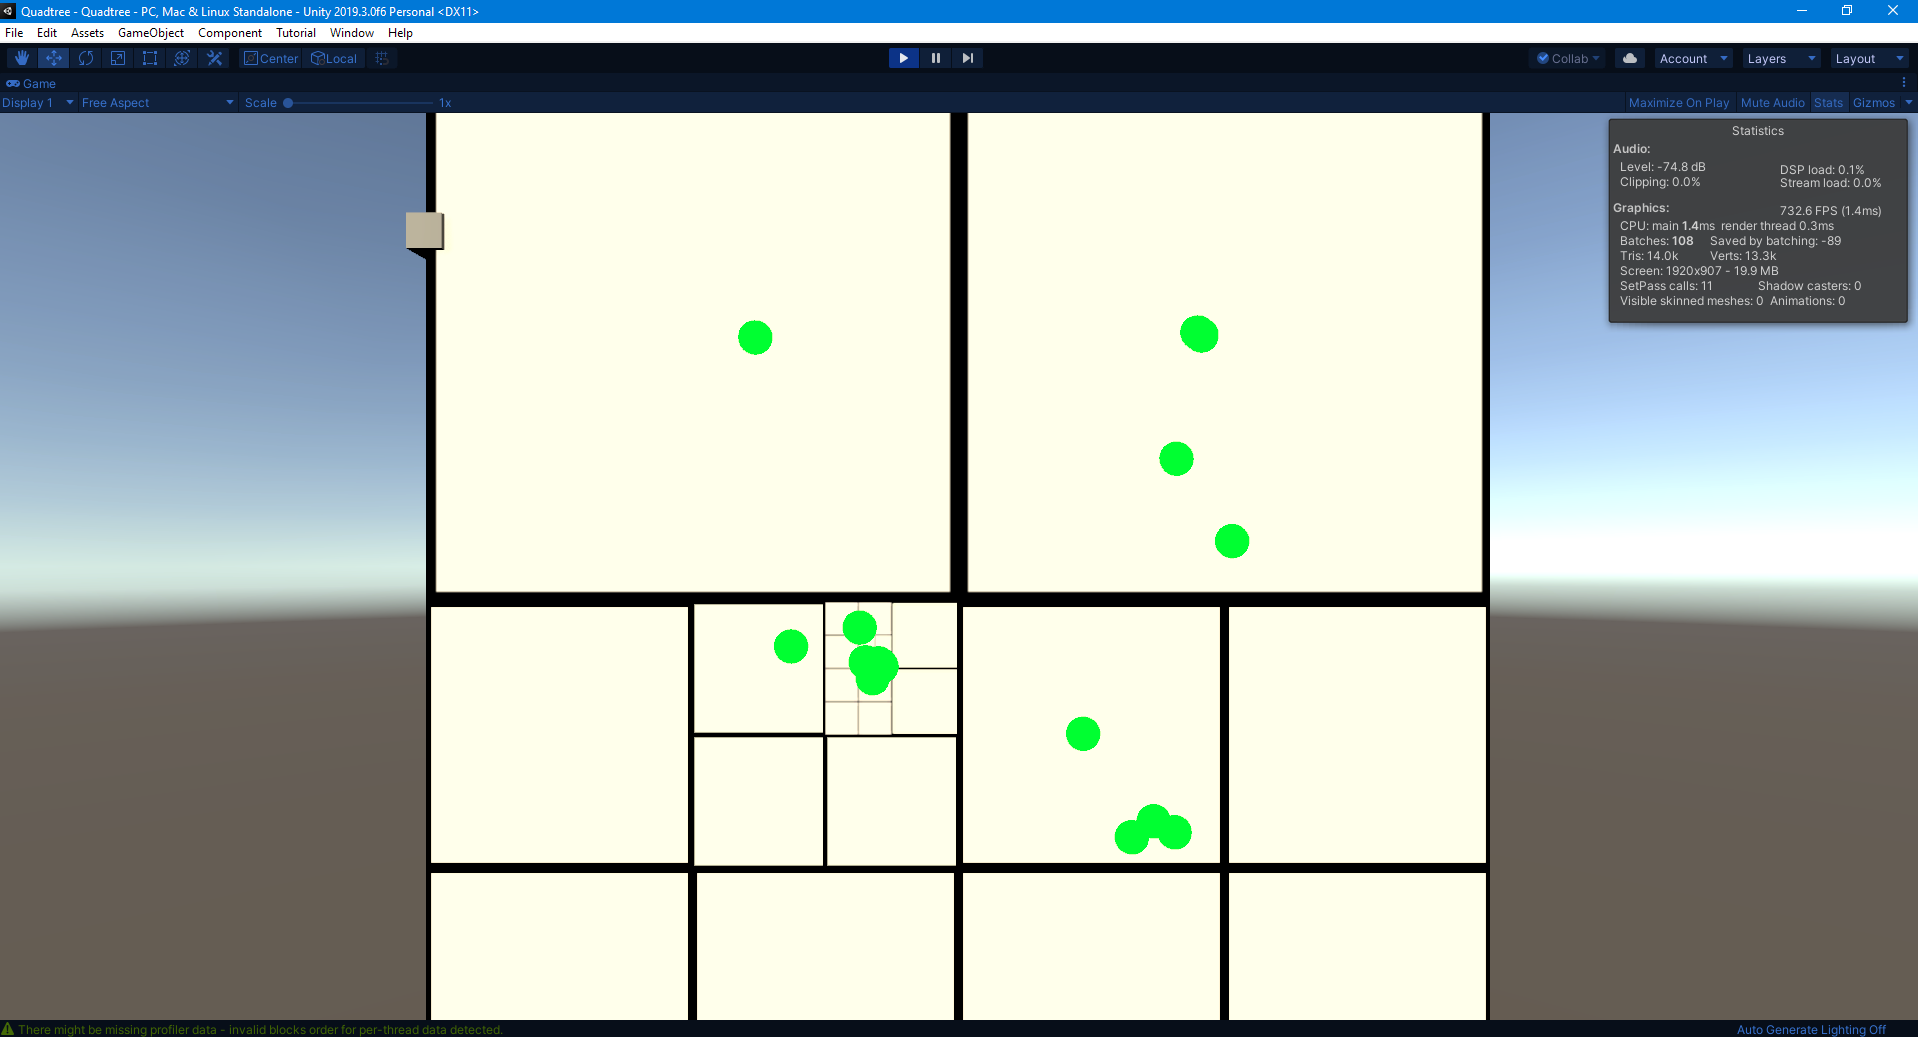 Quadtree - Quadtree - PC, Mac & Linux Standalone - Unity 2019.3.0f6 Personal <DX11>
File Edit Assets GameObject Component Tutorial Window Help
Center Local Collab Account Layers Layout
Game
Display 1 Free Aspect Scale 1x Maximize On Play Mute Audio Stats Gizmos
Statistics
Audio:
Level: -74.8 dB DSP load: 0.1%
Clipping: 0.0% Stream load: 0.0%
Graphics: 732.6 FPS (1.4ms)
CPU: main 1.4ms render thread 0.3ms
Batches: 108 Saved by batching: -89
Tris: 14.0k Verts: 13.3k
Screen: 1920x907 - 19.9 MB
SetPass calls: 11 Shadow casters: 0
Visible skinned meshes: 0 Animations: 0
There might be missing profiler data - invalid blocks order for per-thread data detected.
Auto Generate Lighting Off